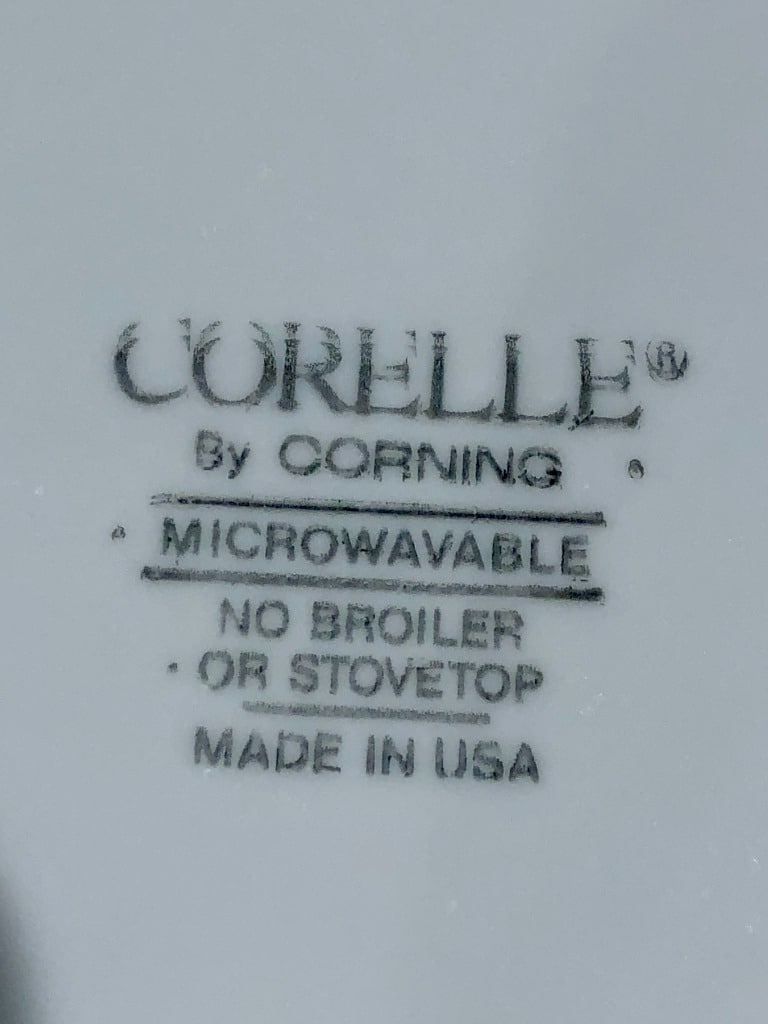 CORELLE®
By CORNING
MICROWAVABLE
NO BROILER
OR STOVETOP
MADE IN USA